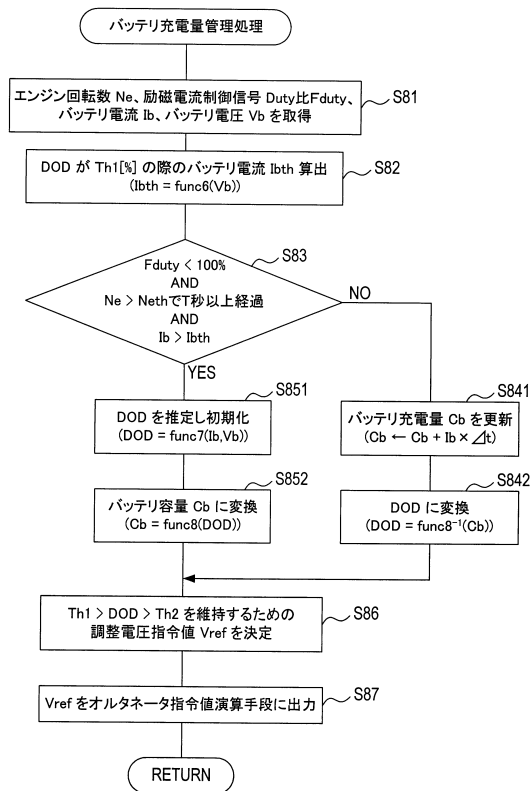 バッテリ充電量管理処理
エンジン回転数 Ne、励磁電流制御信号 Duty比Fduty、
バッテリ電流 Ib、バッテリ電圧 Vb を取得
S81
DOD が Th1[%] の際のバッテリ電流 Ibth 算出
(Ibth = func6(Vb))
S82
S83
Fduty < 100%
AND
Ne > NethでT秒以上経過
AND
Ib > Ibth
NO
YES
S851
DOD を推定し初期化
(DOD = func7(Ib,Vb))
S841
バッテリ充電量 Cb を更新
(Cb ← Cb + Ib × ⊿t)
S852
バッテリ容量 Cb に変換
(Cb = func8(DOD))
S842
DOD に変換
(DOD = func8⁻¹(Cb))
Th1 > DOD > Th2 を維持するための
調整電圧指令値 Vref を決定
S86
Vref をオルタネータ指令値演算手段に出力
S87
RETURN